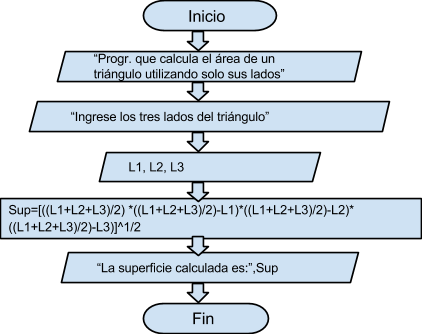 Inicio
“Progr. que calcula el área de un
triángulo utilizando solo sus lados”
“Ingrese los tres lados del triángulo”
L1, L2, L3
Sup=[((L1+L2+L3)/2) *((L1+L2+L3)/2)-L1)*((L1+L2+L3)/2)-L2)*
((L1+L2+L3)/2)-L3)]^1/2
“La superficie calculada es:”,Sup
Fin